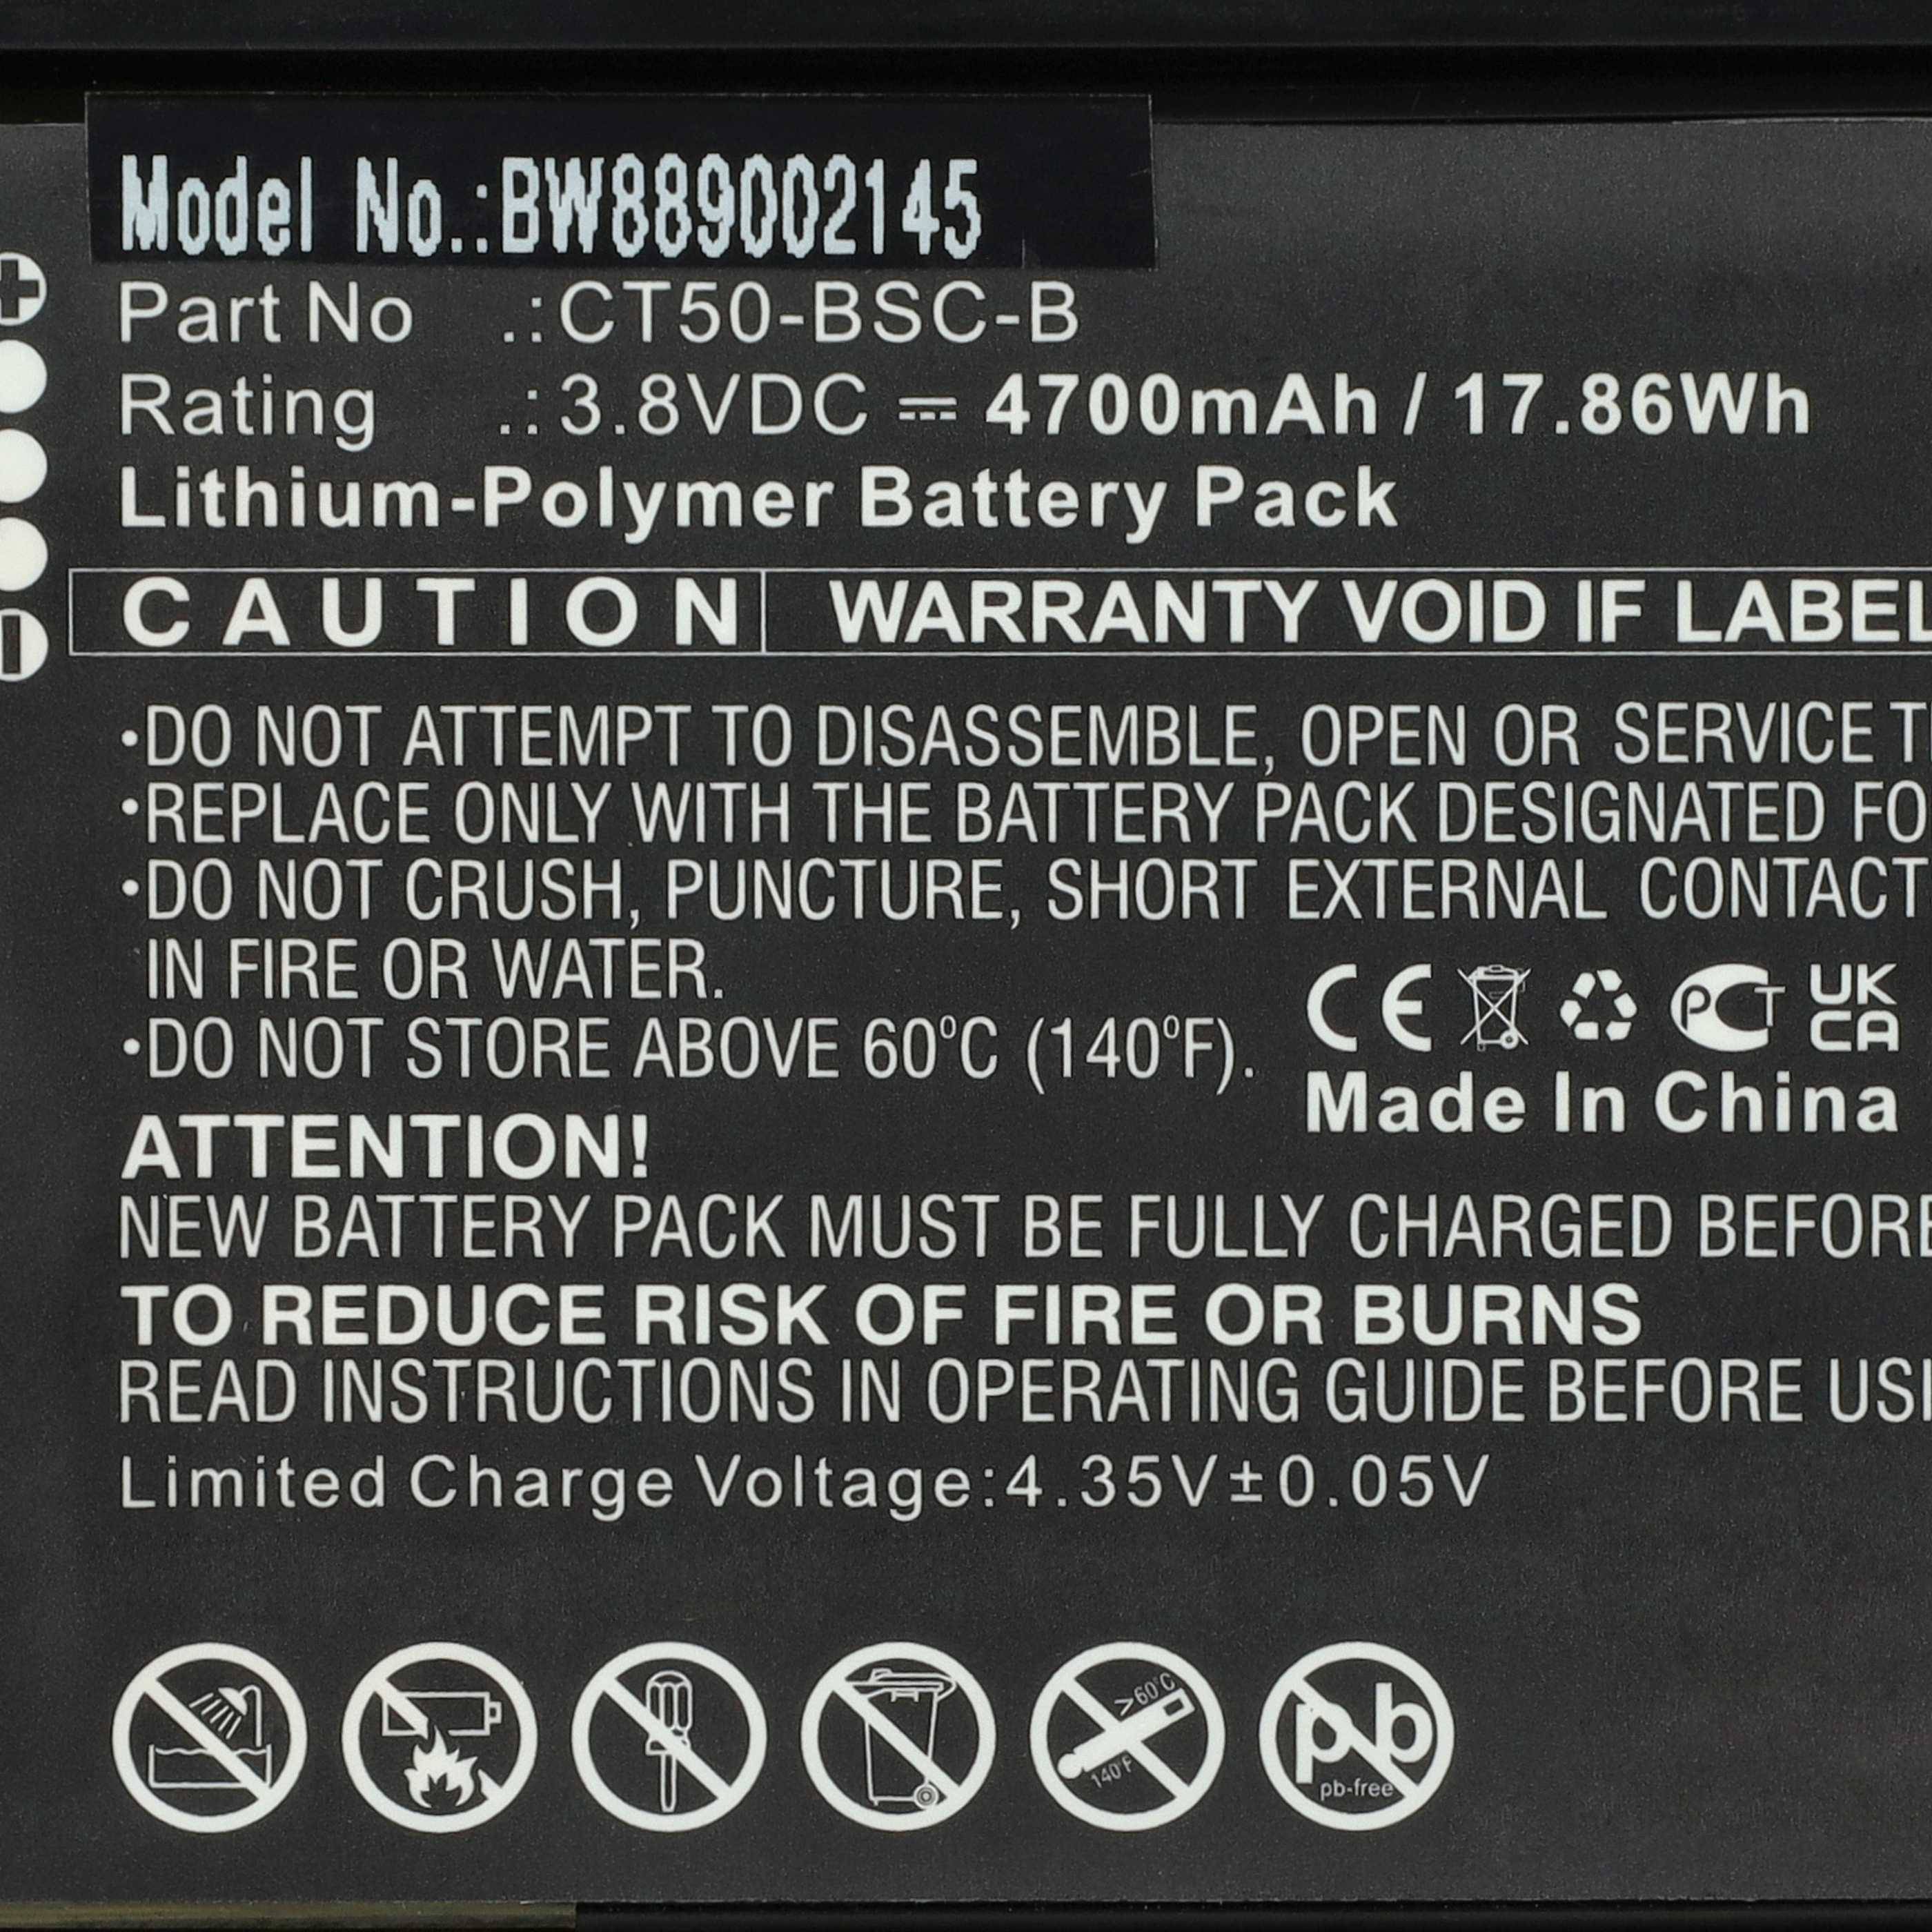 Model No.:BW889002145
Part No .:CT50-BSC-B
Rating .:3.8VDC ⎓ 4700mAh / 17.86Wh
Lithium-Polymer Battery Pack
CAUTION WARRANTY VOID IF LABEL
•DO NOT ATTEMPT TO DISASSEMBLE, OPEN OR SERVICE
•REPLACE ONLY WITH THE BATTERY PACK DESIGNATED
•DO NOT CRUSH, PUNCTURE, SHORT EXTERNAL CONTACT
IN FIRE OR WATER.
•DO NOT STORE ABOVE 60°C (140°F).
CE PCT UK CA
Made In China
ATTENTION!
NEW BATTERY PACK MUST BE FULLY CHARGED BEFORE
TO REDUCE RISK OF FIRE OR BURNS
READ INSTRUCTIONS IN OPERATING GUIDE BEFORE
Limited Charge Voltage:4.35V±0.05V
>60°C
140°F
pb
pb-free